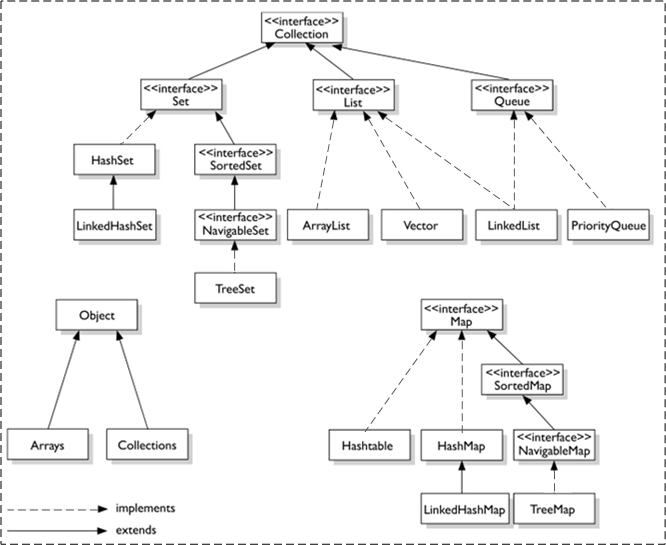 <<interface>>
Collection
<<interface>>
Set
<<interface>>
List
<<interface>>
Queue
HashSet
<<interface>>
SortedSet
LinkedHashSet
<<interface>>
NavigableSet
ArrayList
Vector
LinkedList
PriorityQueue
TreeSet
Object
<<interface>>
Map
<<interface>>
SortedMap
Arrays
Collections
Hashtable
HashMap
<<interface>>
NavigableMap
LinkedHashMap
TreeMap
implements
extends